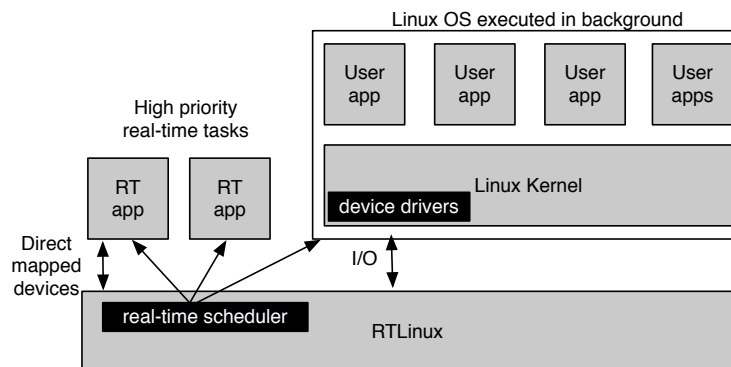 Linux OS executed in background
User
app
User
app
User
app
User
apps
High priority
real-time tasks
RT
app
RT
app
Linux Kernel
device drivers
Direct
mapped
devices
I/O
real-time scheduler
RTLinux